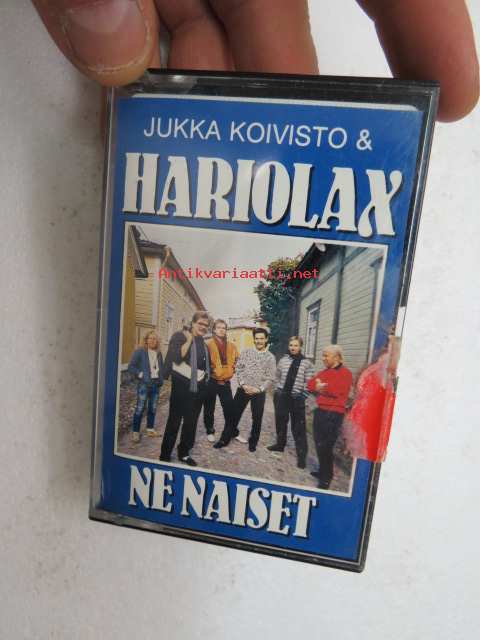 JUKKA KOIVISTO &
HARIOLAX
Antikvariaatti.net
NE NAISET